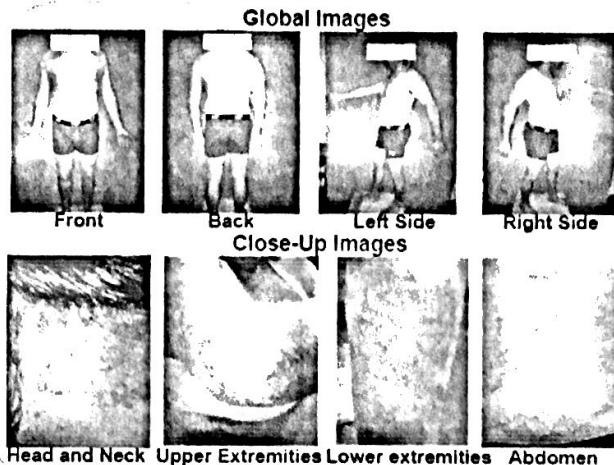 Global Images
Front Back Left Side Right Side
Close-Up Images
Head and Neck Upper Extremities Lower extremities Abdomen